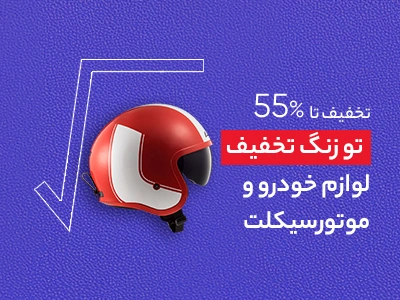 تخفیف تا 55%
تو زنگ تخفیف
لوازم خودرو و
موتورسیکلت